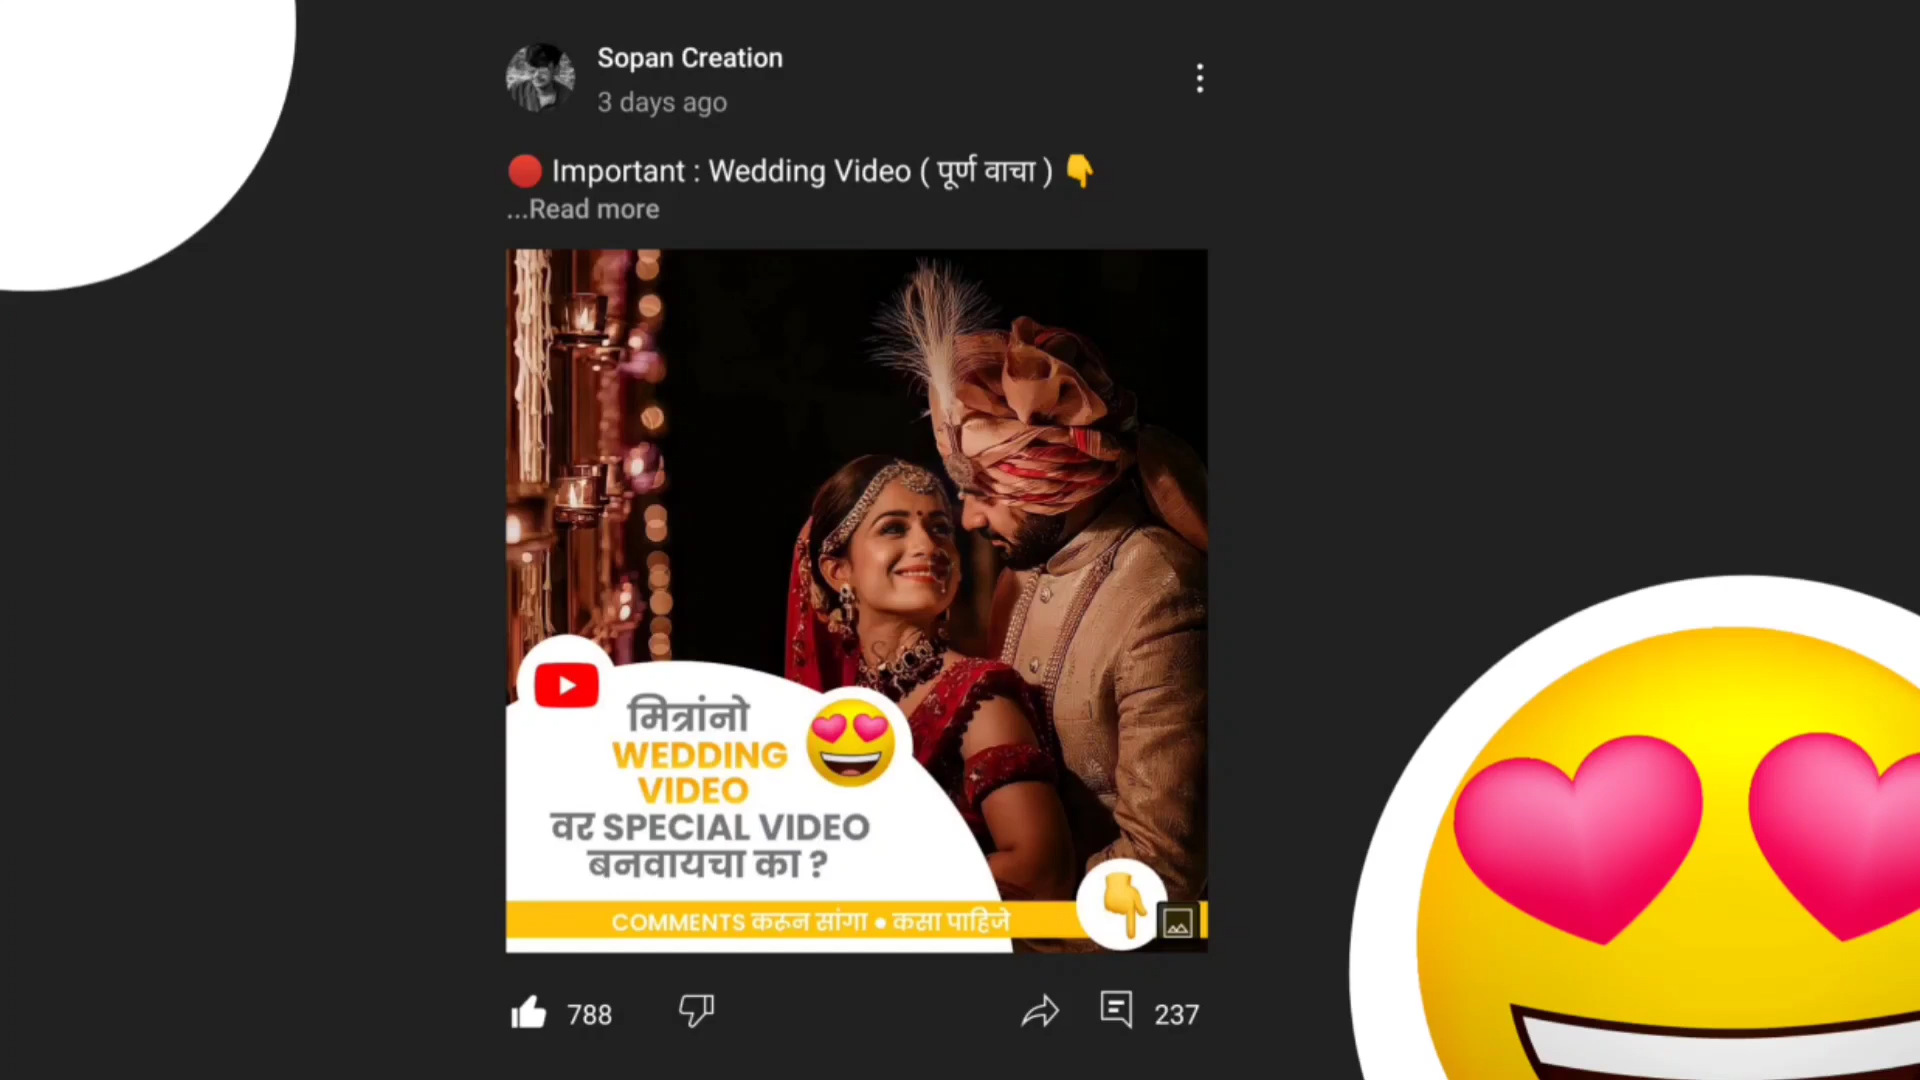 Sopan Creation
3 days ago
🔴 Important : Wedding Video ( पूर्ण वाचा ) 👇
...Read more
मित्रांनो
WEDDING
VIDEO
वर SPECIAL VIDEO
बनवायचा का ?
COMMENTS करून सांगा • कसा पाहिजे
788
237